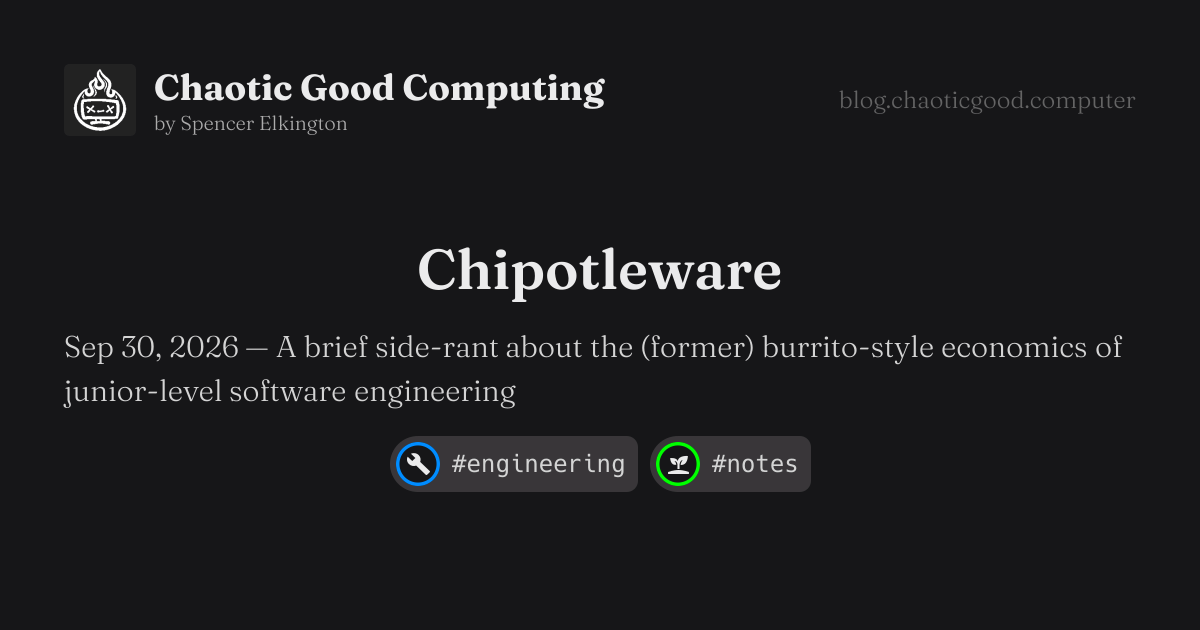 Chaotic Good Computing
by Spencer Elkington
blog.chaoticgood.computer
Chipotleware
Sep 30, 2026 — A brief side-rant about the (former) burrito-style economics of
junior-level software engineering
#engineering
#notes